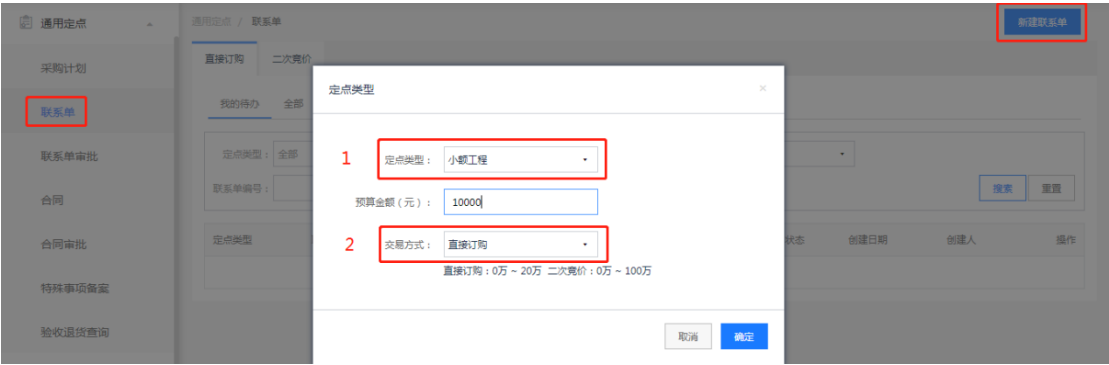 通用定点
采购计划
联系单
联系单审批
合同
合同审批
特殊事项备案
验收退货查询
通用定点 / 联系单
新建联系单
直接订购 二次竞价
我的待办 全部
定点类型： 全部
联系单编号：
搜索 重置
定点类型 状态 创建日期 创建人 操作
定点类型 ×
1 定点类型： 小额工程
预算金额（元）： 10000
2 交易方式： 直接订购
直接订购：0万 ~ 20万 二次竞价：0万 ~ 100万
取消 确定